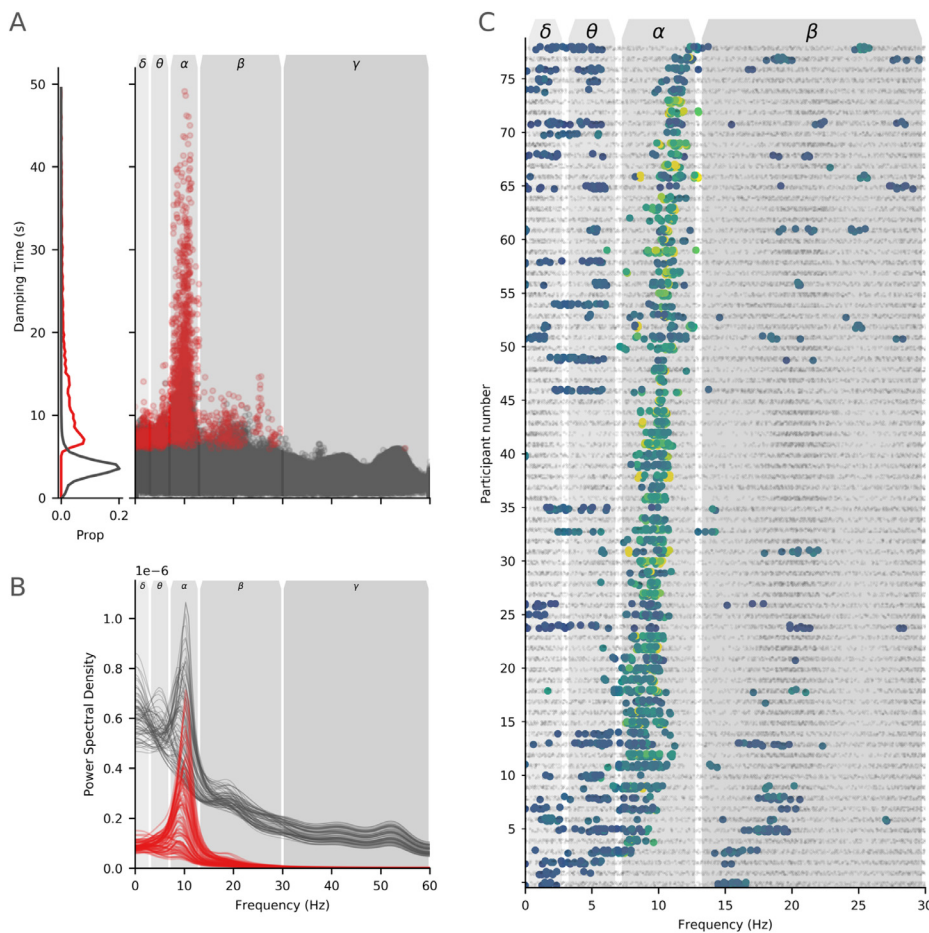 A
δ θ α β γ
50
40
30
20
10
0
Damping Time (s)
0.0 0.2
Prop
B
1e−6
δ θ α β γ
1.0
0.8
0.6
0.4
0.2
0.0
Power Spectral Density
0 10 20 30 40 50 60
Frequency (Hz)
C
δ θ α β
75
70
65
60
55
50
45
40
35
30
25
20
15
10
5
Participant number
0 5 10 15 20 25 30
Frequency (Hz)